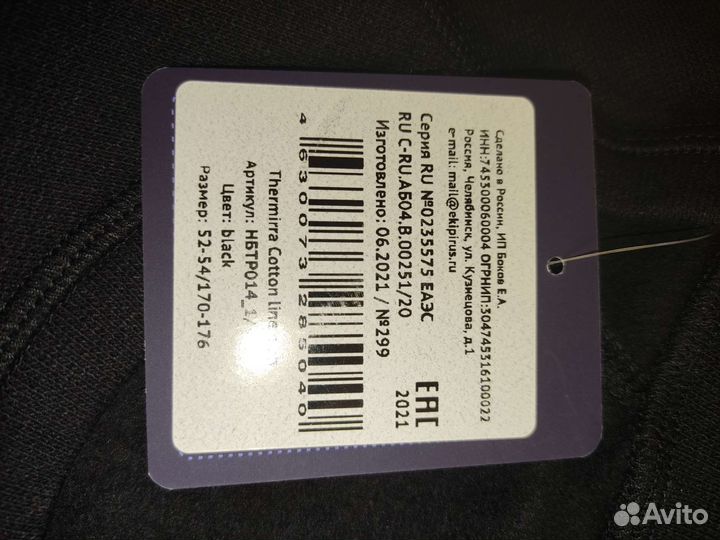 Сделано в России, ИП Боков Е.А.
ИНН:745300060004 ОГРНИП:304745316100022
Россия, Челябинск, ул. Кузнецова, д.1
e-mail: mail@ekipirus.ru
Серия RU №0235575 ЕАЭС
RU C-RU.АБ04.В.00251/20
Изготовлено: 06.2021 / №299
ЕАС
2021
4 630073 285040
Thermirra Cotton line
Артикул: НБТР014_1/
Цвет: black
Размер: 52-54/170-176
Avito